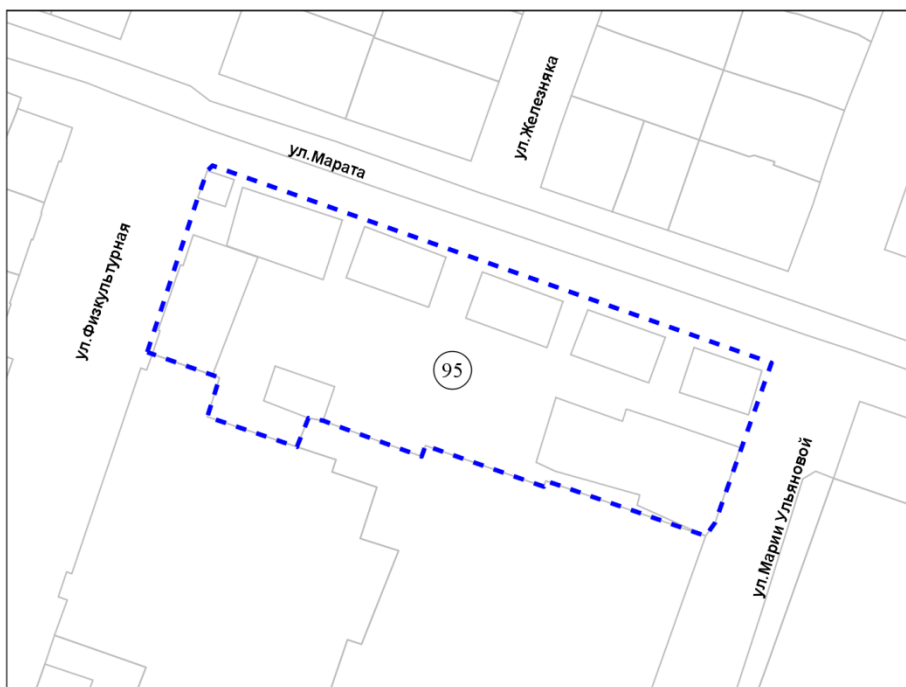 ул.Марата
ул.Железняка
ул.Физкультурная
95
ул.Марии Ульяновой